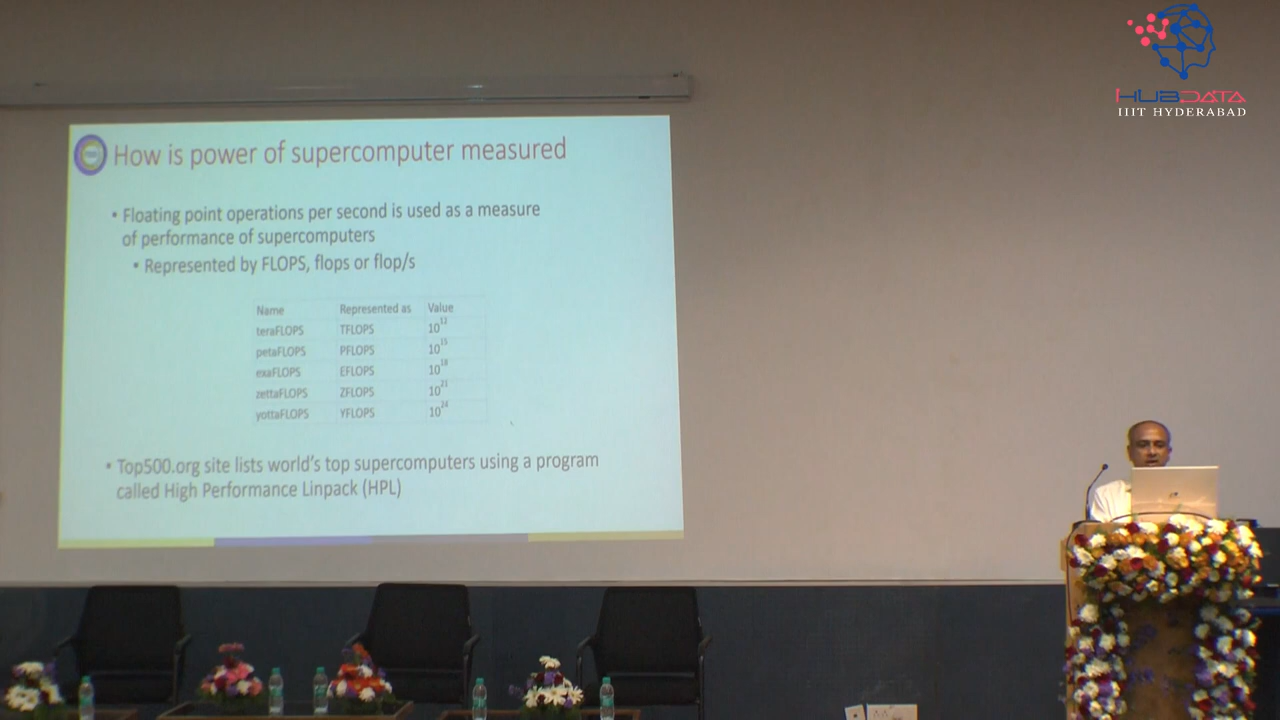 IHUBDATA
IIIT HYDERABAD
How is power of supercomputer measured
• Floating point operations per second is used as a measure
of performance of supercomputers
• Represented by FLOPS, flops or flop/s
Name Represented as Value
teraFLOPS TFLOPS 10¹²
petaFLOPS PFLOPS 10¹⁵
exaFLOPS EFLOPS 10¹⁸
zettaFLOPS ZFLOPS 10²¹
yottaFLOPS YFLOPS 10²⁴
• Top500.org site lists world's top supercomputers using a program
called High Performance Linpack (HPL)